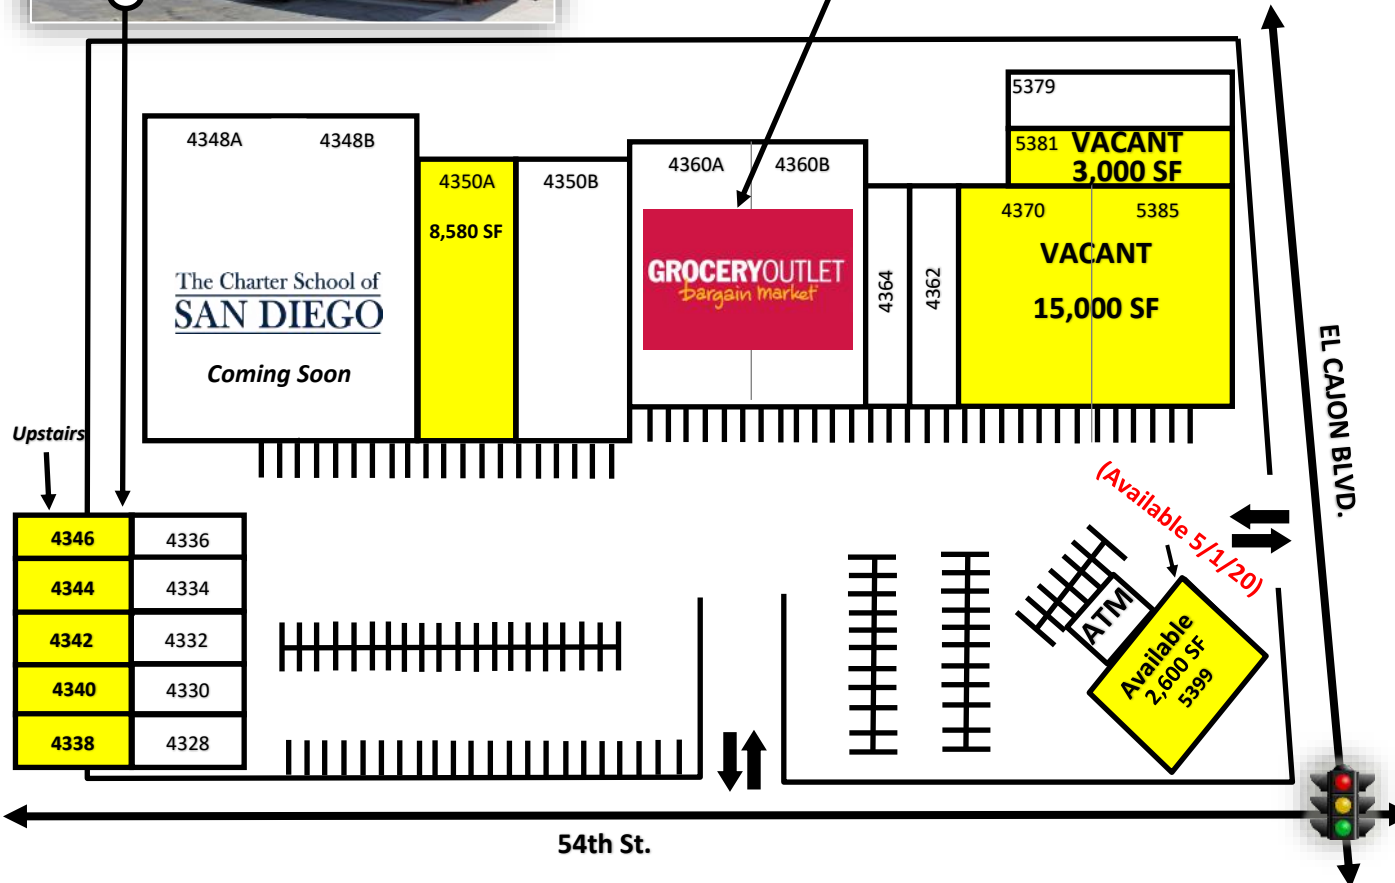 5379
5381 VACANT
3,000 SF
4348A 4348B
4350A
8,580 SF
4350B
4360A 4360B
GROCERYOUTLET
bargain market
4364
4362
4370 5385
VACANT
15,000 SF
The Charter School of
SAN DIEGO
Coming Soon
EL CAJON BLVD.
Upstairs
4346 4336
4344 4334
4342 4332
4340 4330
4338 4328
(Available 5/1/20)
ATM
Available
2,600 SF
5399
54th St.